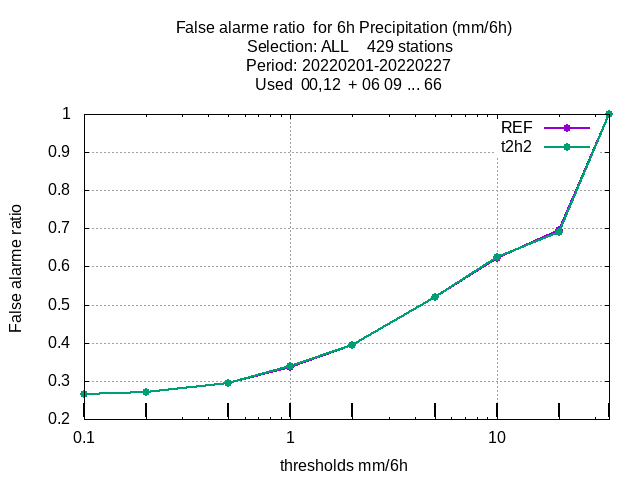 False alarme ratio  for 6h Precipitation (mm/6h)
Selection: ALL    429 stations
Period: 20220201-20220227
Used  00,12  + 06 09 ... 66
REF
t2h2
1
0.9
0.8
0.7
0.6
0.5
0.4
0.3
0.2
False alarme ratio
0.1
1
10
thresholds mm/6h